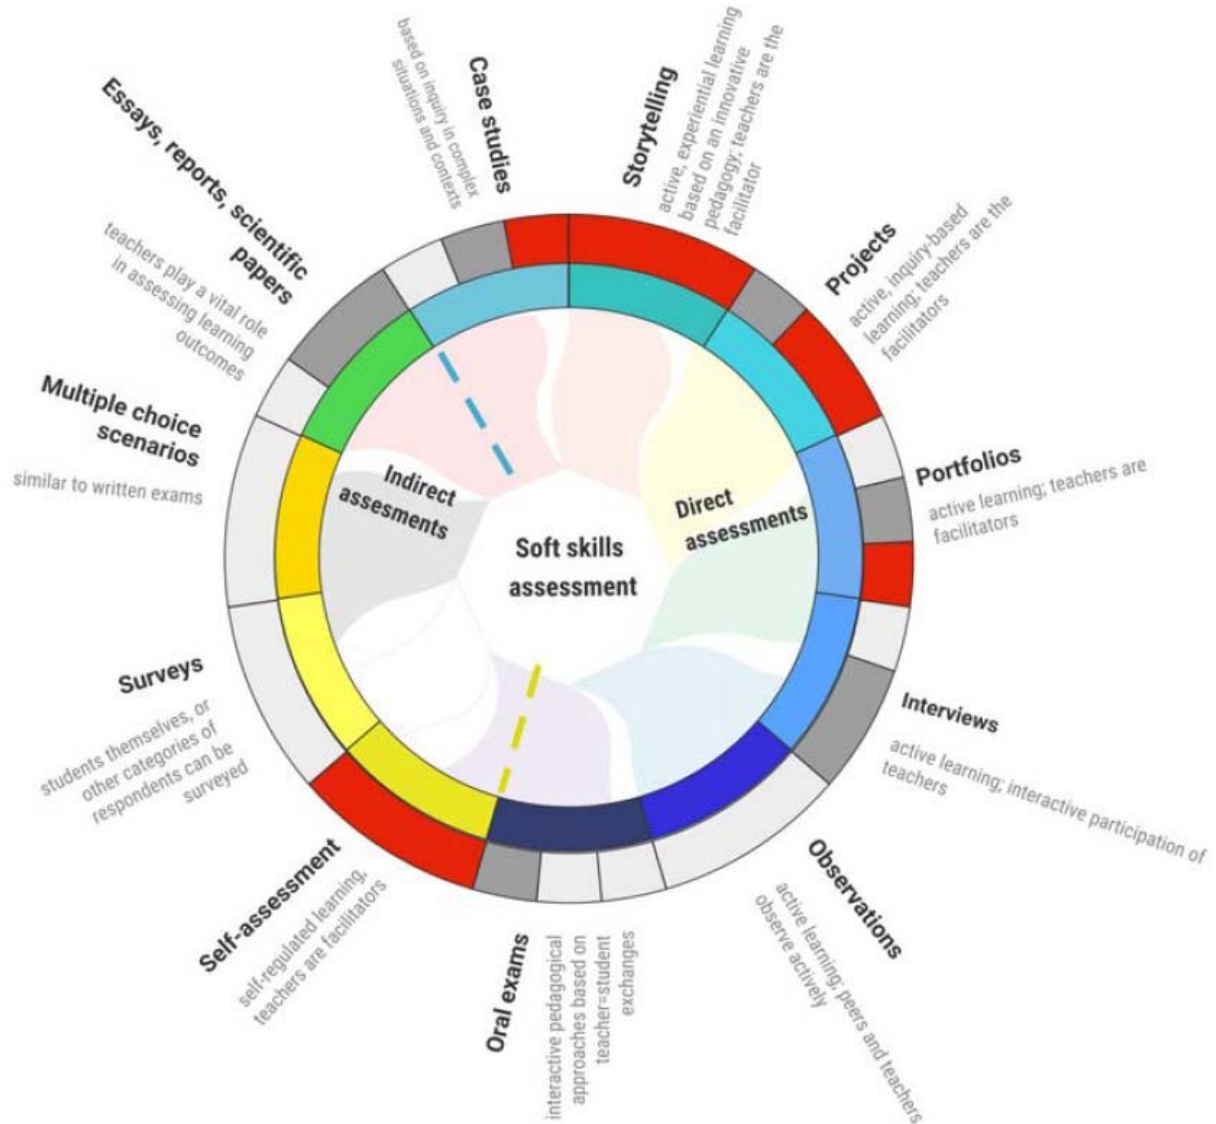 Soft skills
assessment
Direct
assessments
Indirect
assesments
Storytelling
active, experiential learning
based on an innovative
pedagogy; teachers are the
facilitator
Projects
active, inquiry-based
learning; teachers are the
facilitators
Portfolios
active learning; teachers are
facilitators
Interviews
active learning; interactive participation of
teachers
Observations
active learning; peers and teachers
observe actively
Oral exams
interactive pedagogical
approaches based on
teacher=student
exchanges
Self-assessment
self-regulated learning,
teachers are facilitators
Surveys
students themselves, or
other categories of
respondents can be
surveyed
Multiple choice
scenarios
similar to written exams
Essays, reports, scientific
papers
teachers play a vital role
in assessing learning
outcomes
Case studies
based on inquiry in complex
situations and contexts